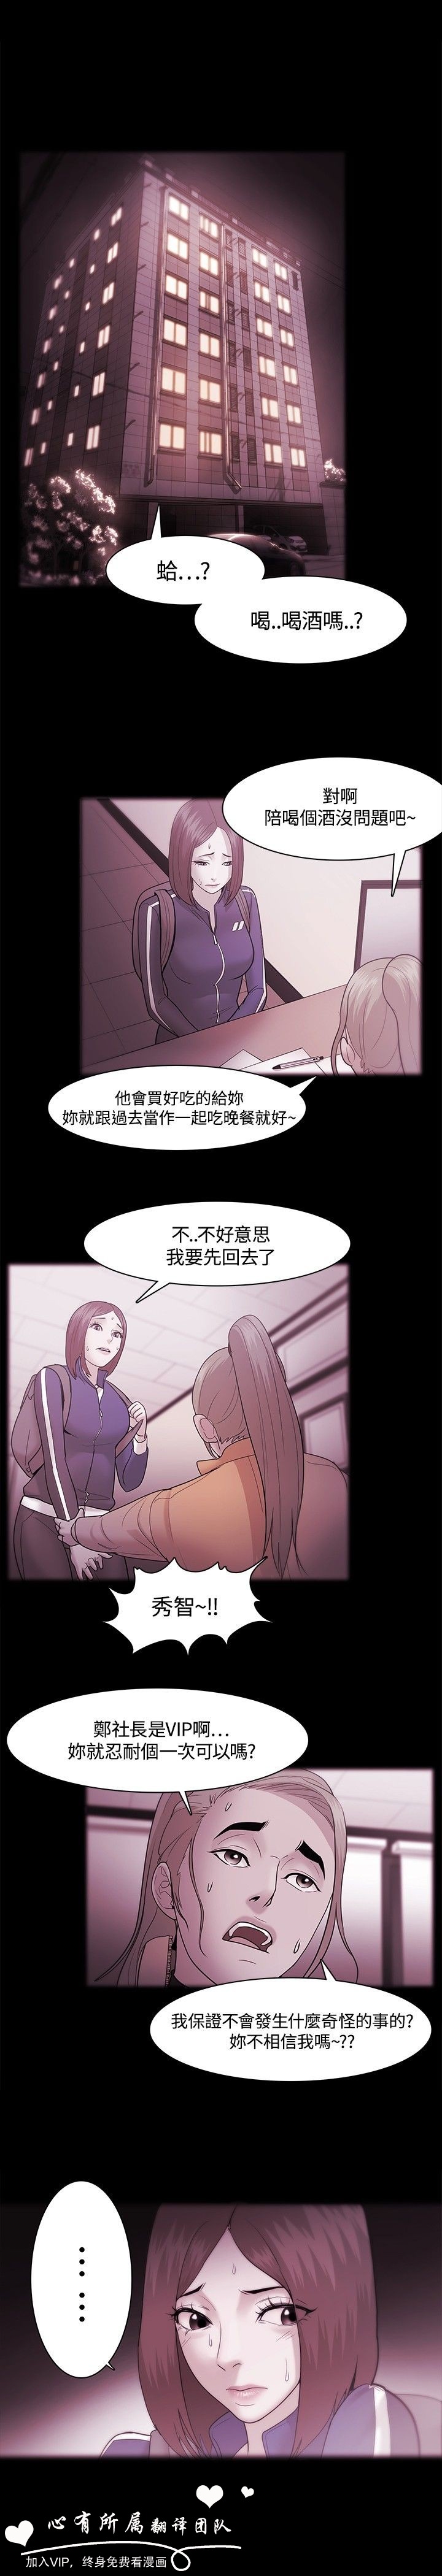 蛤...?
喝..喝酒嗎..?
對啊
陪喝個酒沒問題吧~
他會買好吃的給妳
妳就跟過去當作一起吃晚餐就好~
不..不好意思
我要先回去了
秀智~!!
鄭社長是VIP啊...
妳就忍耐個一次可以嗎?
我保證不會發生什麼奇怪的事的?
妳不相信我嗎~??
......
心有所属翻译团队
加入VIP，终身免费看漫画